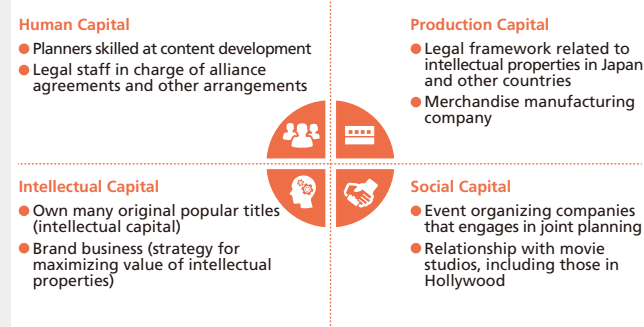 Human Capital
● Planners skilled at content development
● Legal staff in charge of alliance
agreements and other arrangements
Production Capital
● Legal framework related to
intellectual properties in Japan
and other countries
● Merchandise manufacturing
company
Intellectual Capital
● Own many original popular titles
(intellectual capital)
● Brand business (strategy for
maximizing value of intellectual
properties)
Social Capital
● Event organizing companies
that engages in joint planning
● Relationship with movie
studios, including those in
Hollywood